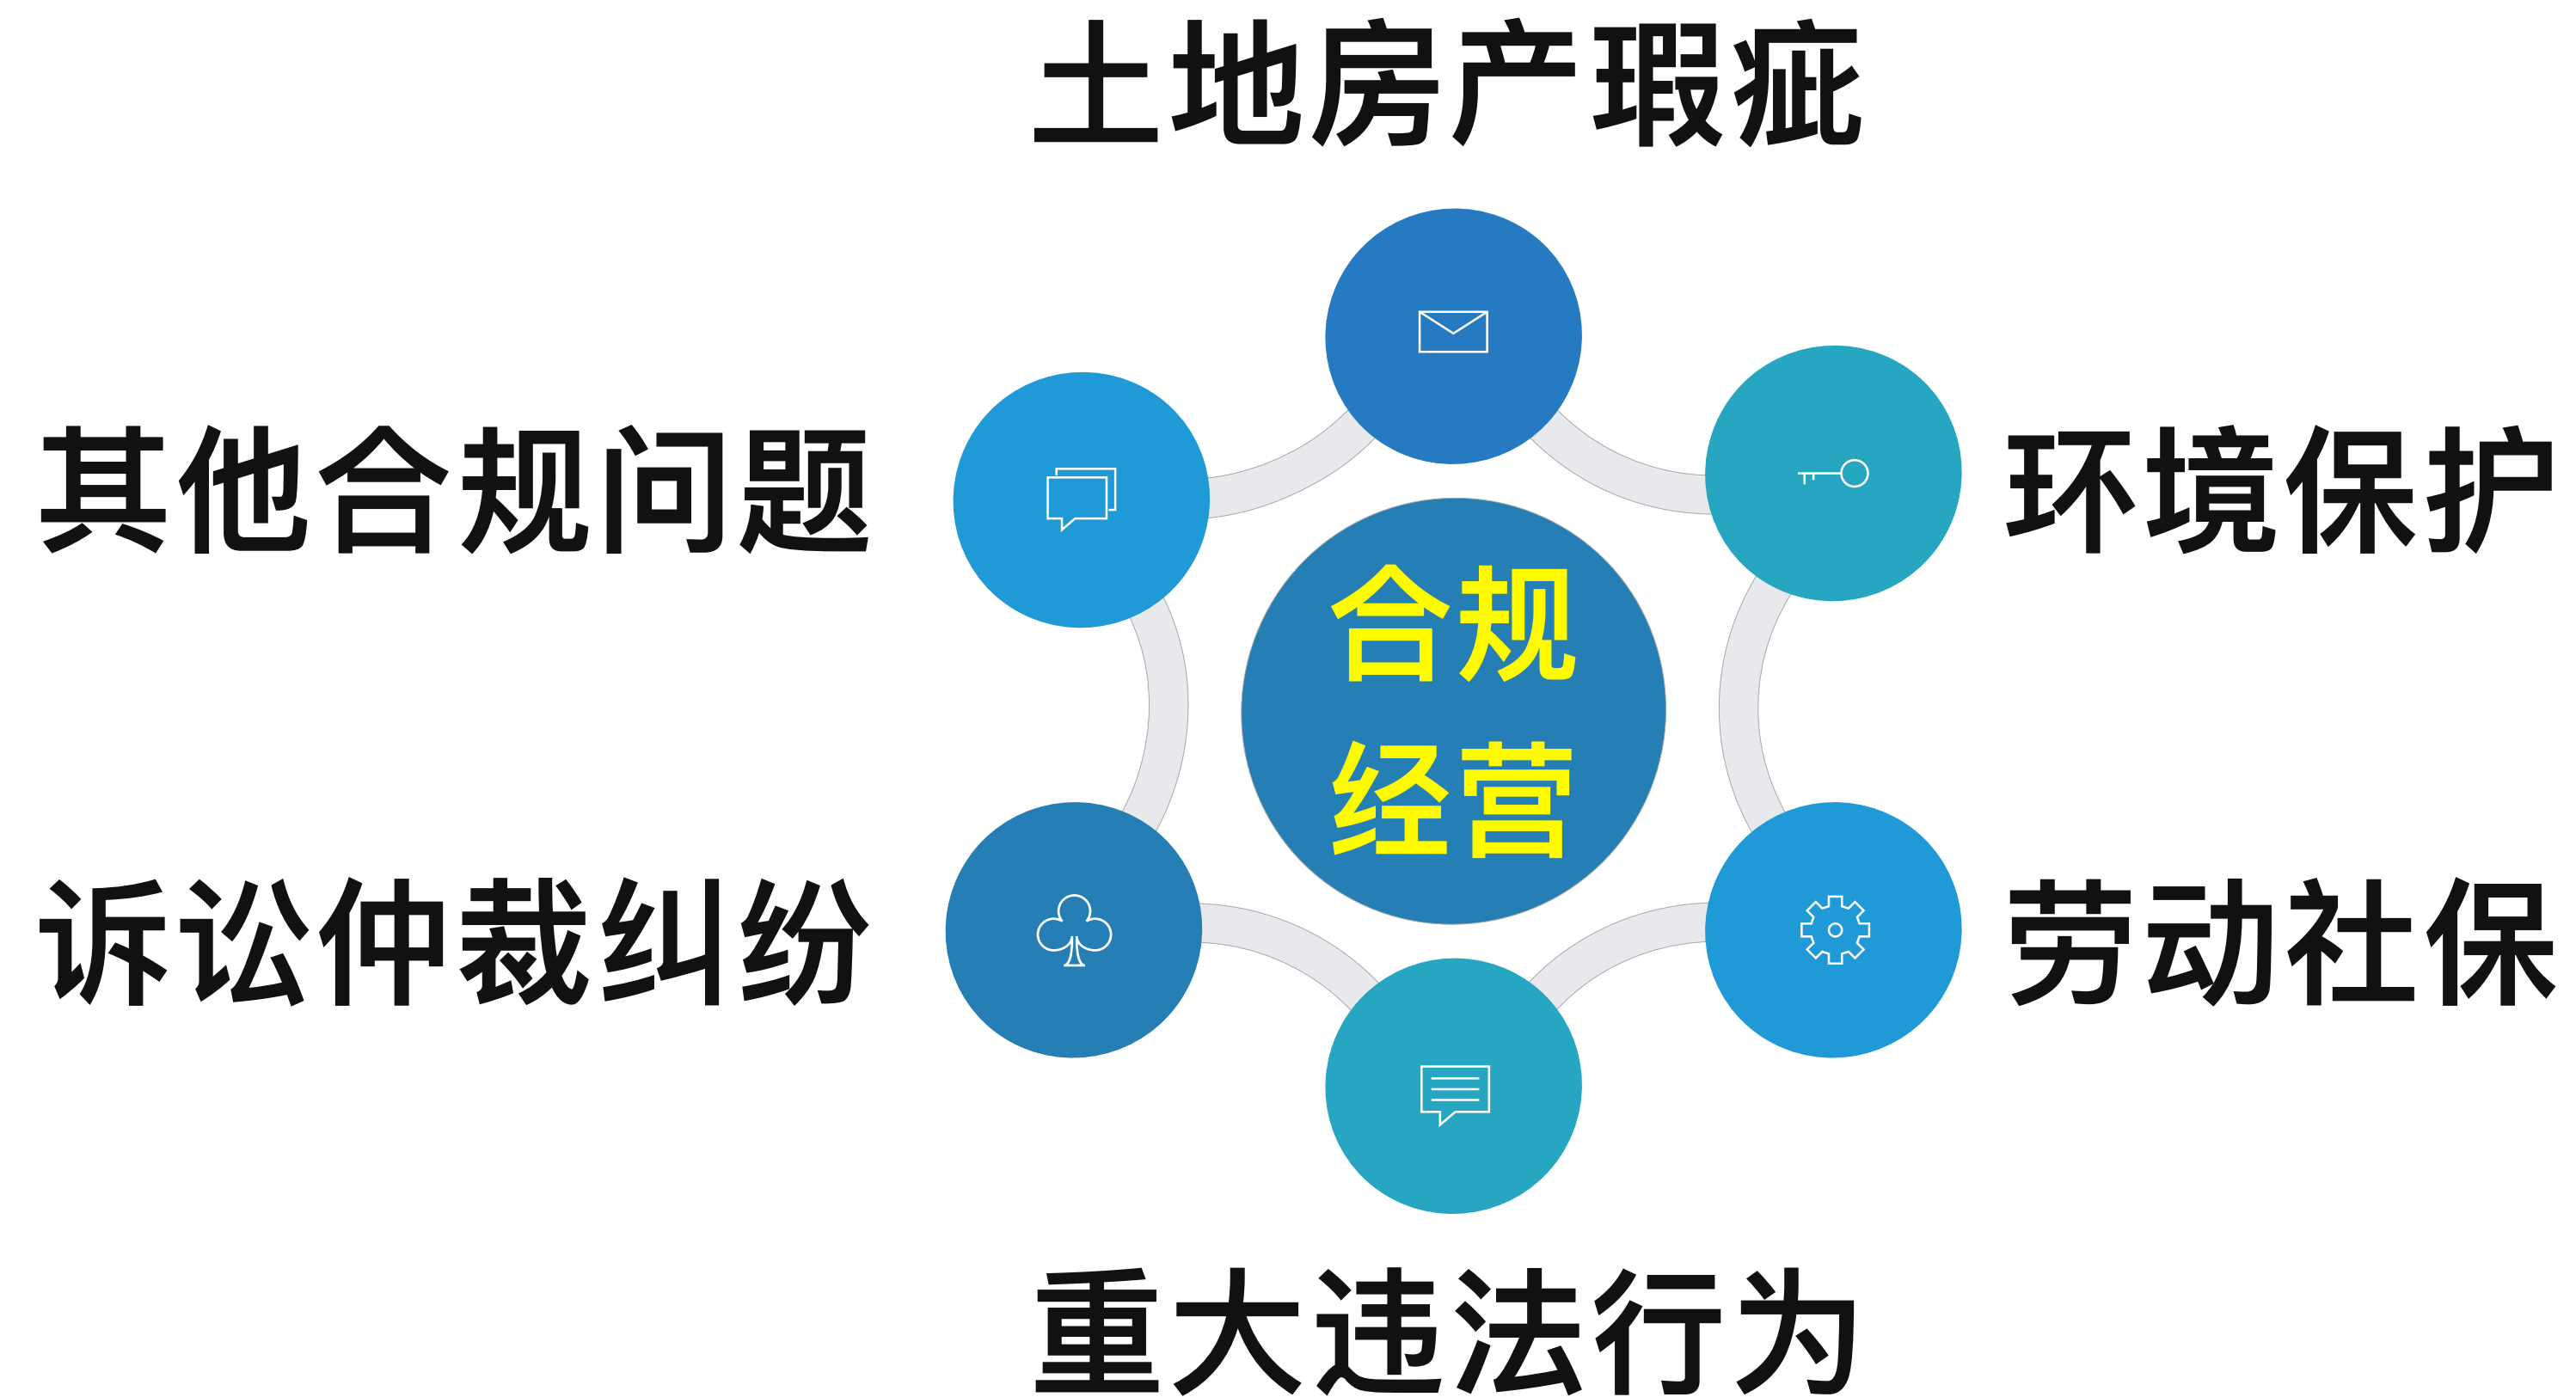 土地房产瑕疵
其他合规问题
环境保护
合规
经营
诉讼仲裁纠纷
劳动社保
重大违法行为